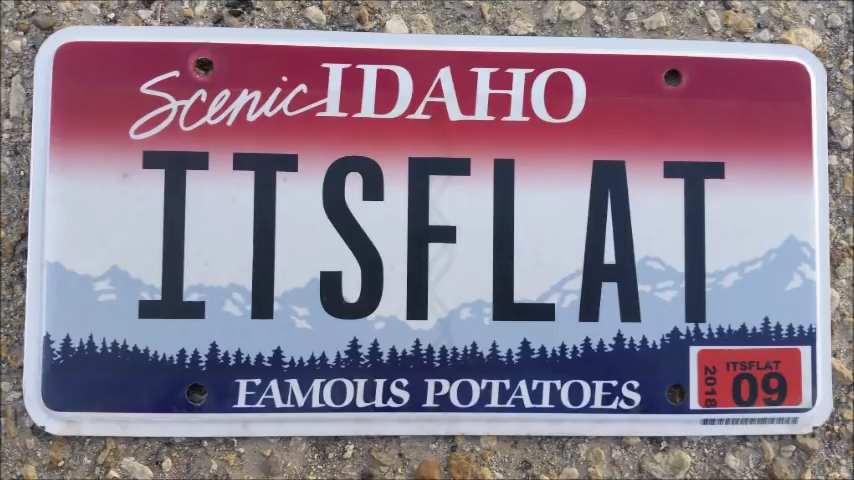 Scenic IDAHO
ITSFLAT
ITSFLAT
2018 09
FAMOUS POTATOES